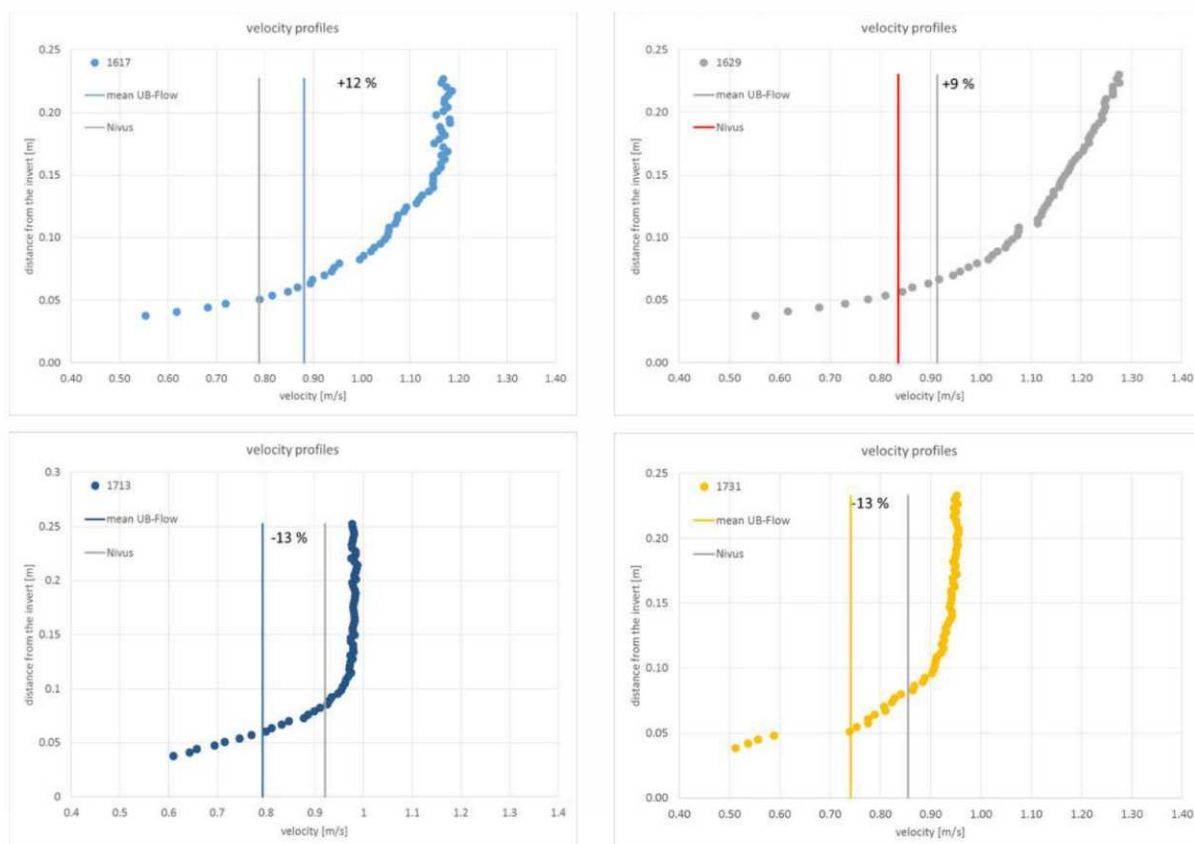 velocity profiles
0.25
0.20
0.15
0.10
0.05
0.00
distance from the invert [m]
1617
mean UB-Flow
Nivus
+12 %
0.40 0.50 0.60 0.70 0.80 0.90 1.00 1.10 1.20 1.30 1.40
velocity [m/s]
velocity profiles
0.25
0.20
0.15
0.10
0.05
0.00
distance from the invert [m]
1629
mean UB-Flow
Nivus
+9 %
0.40 0.50 0.60 0.70 0.80 0.90 1.00 1.10 1.20 1.30 1.40
velocity [m/s]
velocity profiles
0.3
0.25
0.2
0.15
0.1
0.05
0
distance from the invert [m]
1713
mean UB-Flow
Nivus
-13 %
0.4 0.5 0.6 0.7 0.8 0.9 1 1.1 1.2 1.3 1.4
velocity [m/s]
velocity profiles
0.25
0.20
0.15
0.10
0.05
0.00
distance from the invert [m]
1731
mean UB-Flow
Nivus
-13 %
0.40 0.50 0.60 0.70 0.80 0.90 1.00 1.10 1.20 1.30 1.40
velocity [m/s]